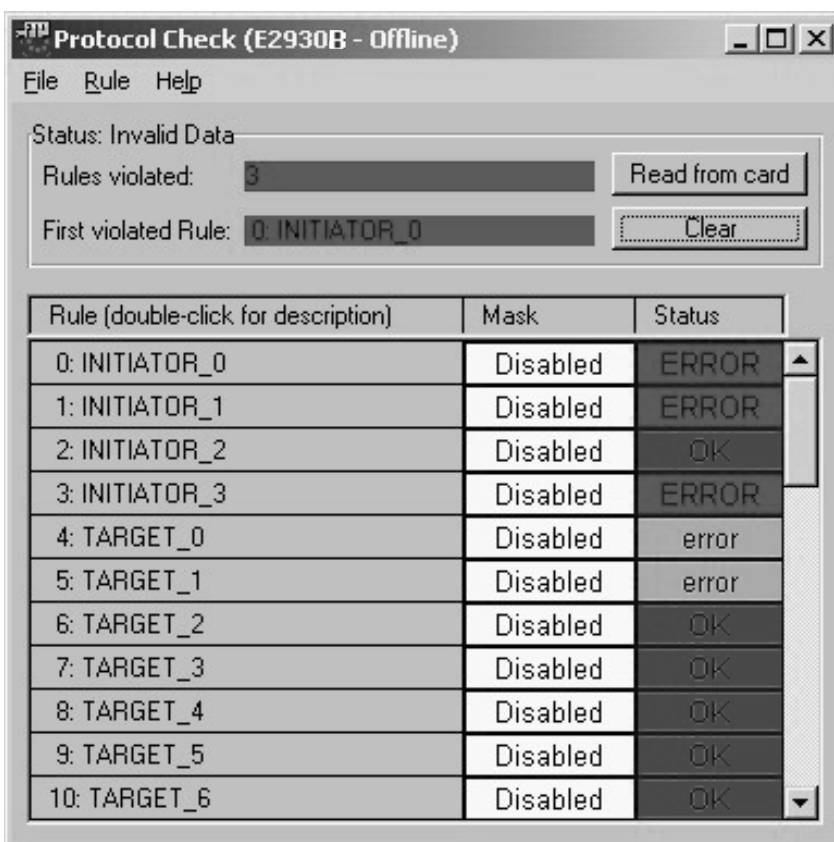 Protocol Check (E2930B - Offline)
File Rule Help
Status: Invalid Data
Rules violated: 3 Read from card
First violated Rule: 0: INITIATOR_0 Clear
Rule (double-click for description) Mask Status
0: INITIATOR_0 Disabled ERROR
1: INITIATOR_1 Disabled ERROR
2: INITIATOR_2 Disabled OK
3: INITIATOR_3 Disabled ERROR
4: TARGET_0 Disabled error
5: TARGET_1 Disabled error
6: TARGET_2 Disabled OK
7: TARGET_3 Disabled OK
8: TARGET_4 Disabled OK
9: TARGET_5 Disabled OK
10: TARGET_6 Disabled OK